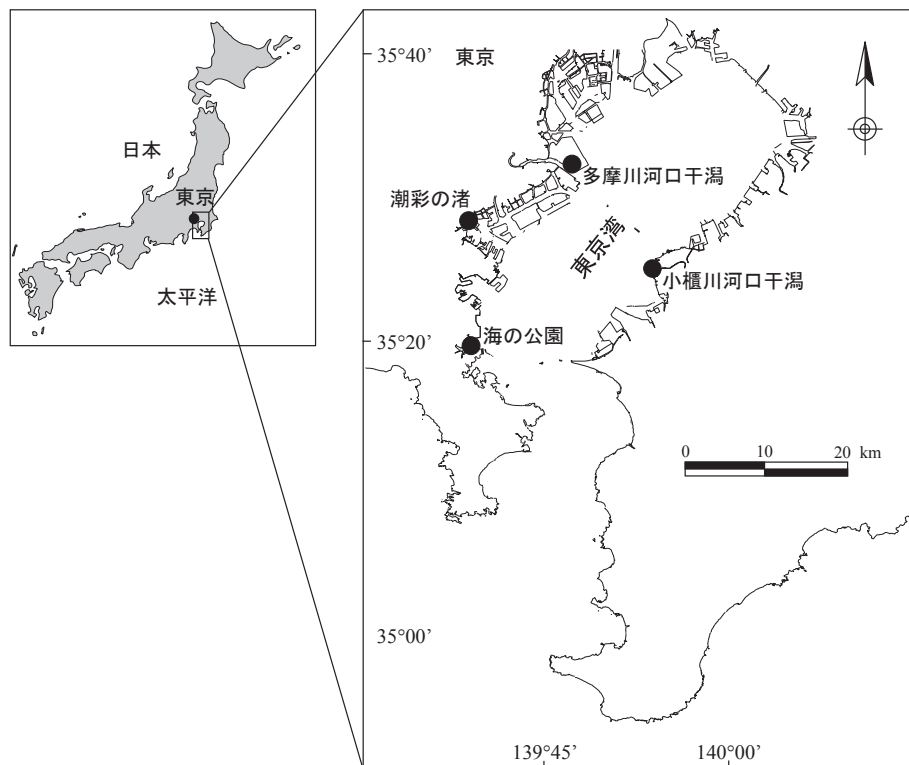 日本
東京
太平洋
35°40’
東京
多摩川河口干潟
潮彩の渚
東京湾
小櫃川河口干潟
35°20’
海の公園
0 10 20 km
35°00’
139°45’ 140°00’